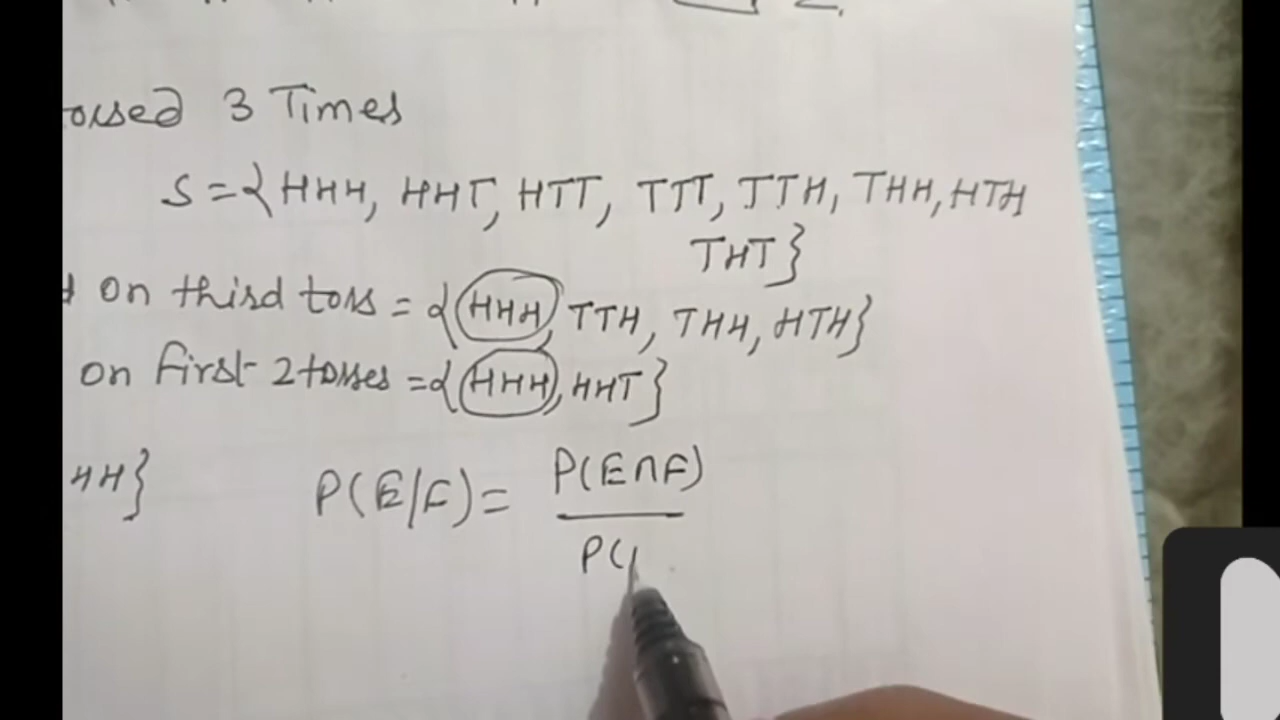 3 Times
S={HHH, HHT, HTT, TTT, TTH, THH, HTH
THT}
on third toss = {HHH, TTH, THH, HTH}
on first 2 tosses = {HHH, HHT}
HH} P(E/F) = P(E∩F)
P(